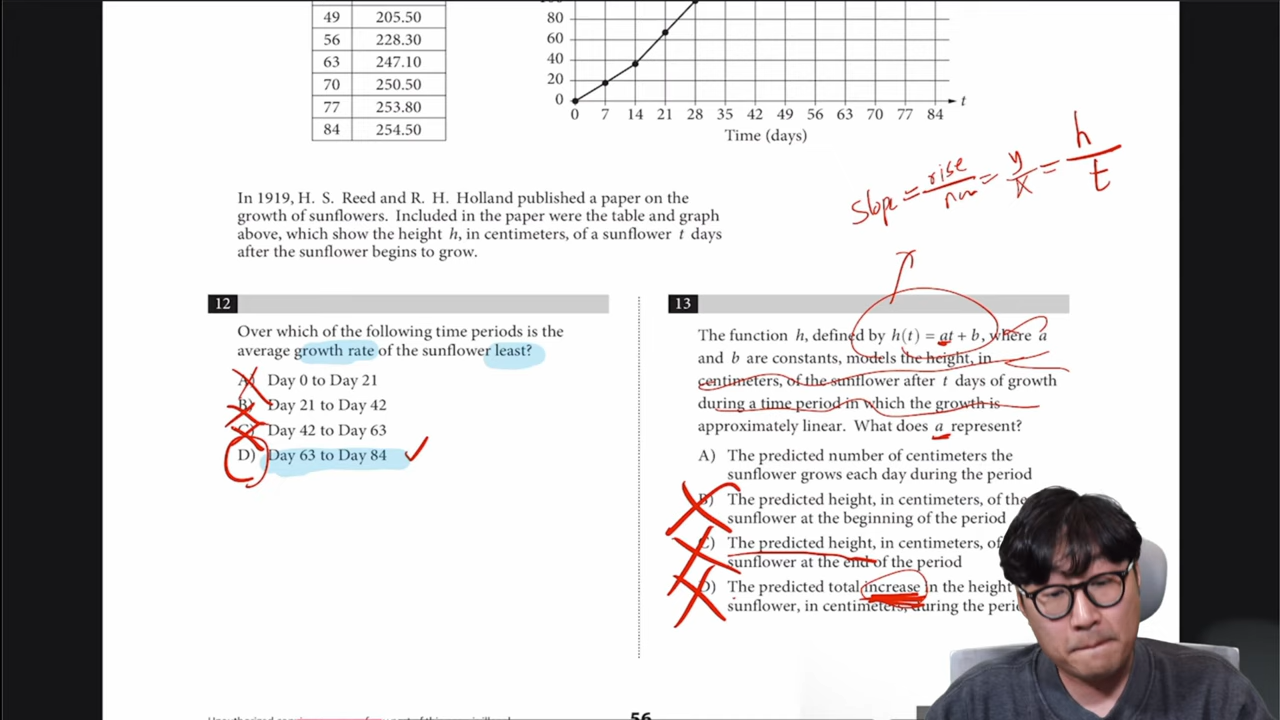 49 205.50
56 228.30
63 247.10
70 250.50
77 253.80
84 254.50
80
60
40
20
0
0 7 14 21 28 35 42 49 56 63 70 77 84
t
Time (days)
slope = rise/run = y/x = h/t
In 1919, H. S. Reed and R. H. Holland published a paper on the
growth of sunflowers. Included in the paper were the table and graph
above, which show the height h, in centimeters, of a sunflower t days
after the sunflower begins to grow.
12
Over which of the following time periods is the
average growth rate of the sunflower least?
A) Day 0 to Day 21
B) Day 21 to Day 42
C) Day 42 to Day 63
D) Day 63 to Day 84
13
The function h, defined by h(t) = at + b, where a
and b are constants, models the height, in
centimeters, of the sunflower after t days of growth
during a time period in which the growth is
approximately linear. What does a represent?
A) The predicted number of centimeters the
sunflower grows each day during the period
B) The predicted height, in centimeters, of the
sunflower at the beginning of the period
C) The predicted height, in centimeters, of
sunflower at the end of the period
D) The predicted total increase in the height
sunflower, in centimeters, during the
56